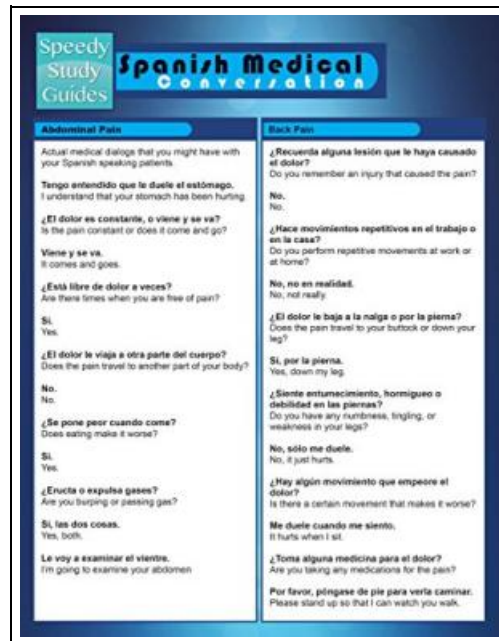 Speedy
Study
Guides
Spanish Medical
Conversation
Abdominal Pain
Actual medical dialogs that you might have with
your Spanish speaking patients
Tengo entendido que le duele el estómago.
I understand that your stomach has been hurting
¿El dolor es constante, o viene y se va?
Is the pain constant or does it come and go?
Viene y se va.
It comes and goes.
¿Está libre de dolor a veces?
Are there times when you are free of pain?
Si.
Yes.
¿El dolor le viaja a otra parte del cuerpo?
Does the pain travel to another part of your body?
No.
No.
¿Se pone peor cuando come?
Does eating make it worse?
Si.
Yes.
¿Eructa o expulsa gases?
Are you burping or passing gas?
Si, las dos cosas.
Yes, both.
Le voy a examinar el vientre.
I'm going to examine your abdomen
Back Pain
¿Recuerda alguna lesión que le haya causado
el dolor?
Do you remember an injury that caused the pain?
No.
No.
¿Hace movimientos repetitivos en el trabajo o
en la casa?
Do you perform repetitive movements at work or
at home?
No, no en realidad.
No, not really.
¿El dolor le baja a la nalga o por la pierna?
Does the pain travel to your buttock or down your
leg?
Si, por la pierna.
Yes, down my leg.
¿Siente entumecimiento, hormigueo o
debilidad en las piernas?
Do you have any numbness, tingling, or
weakness in your legs?
No, sólo me duele.
No, it just hurts.
¿Hay algún movimiento que empeore el
dolor?
Is there a certain movement that makes it worse?
Me duele cuando me siento.
It hurts when I sit.
¿Toma alguna medicina para el dolor?
Are you taking any medications for the pain?
Por favor, póngase de pie para verla caminar.
Please stand up so that I can watch you walk.